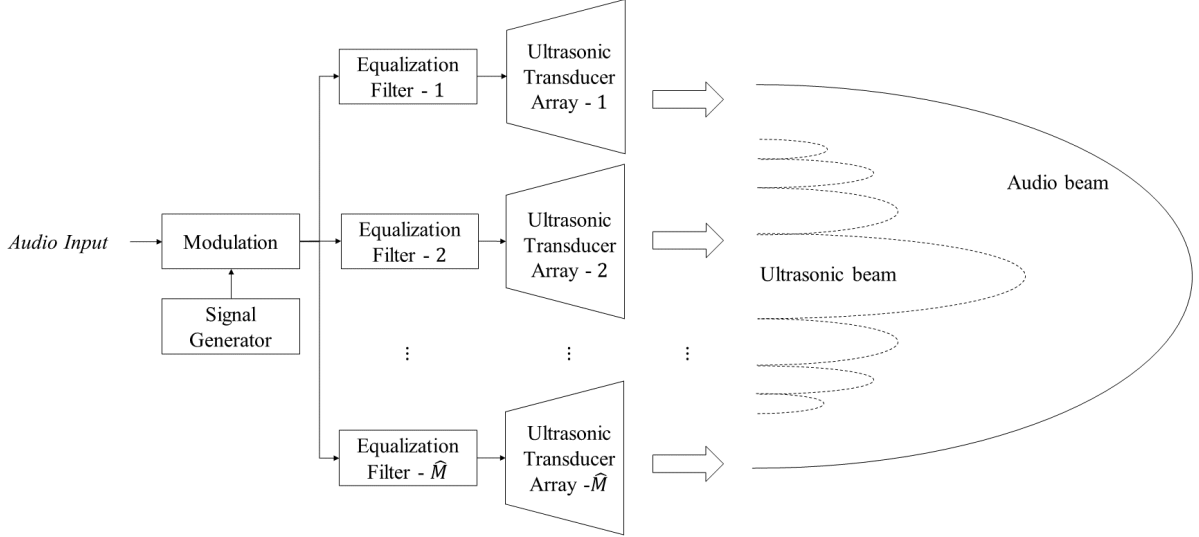 Equalization
Filter - 1
Ultrasonic
Transducer
Array - 1
Audio beam
Audio Input
Modulation
Equalization
Filter - 2
Ultrasonic
Transducer
Array - 2
Ultrasonic beam
Signal
Generator
⋮ ⋮ ⋮
Equalization
Filter - M̂
Ultrasonic
Transducer
Array -M̂